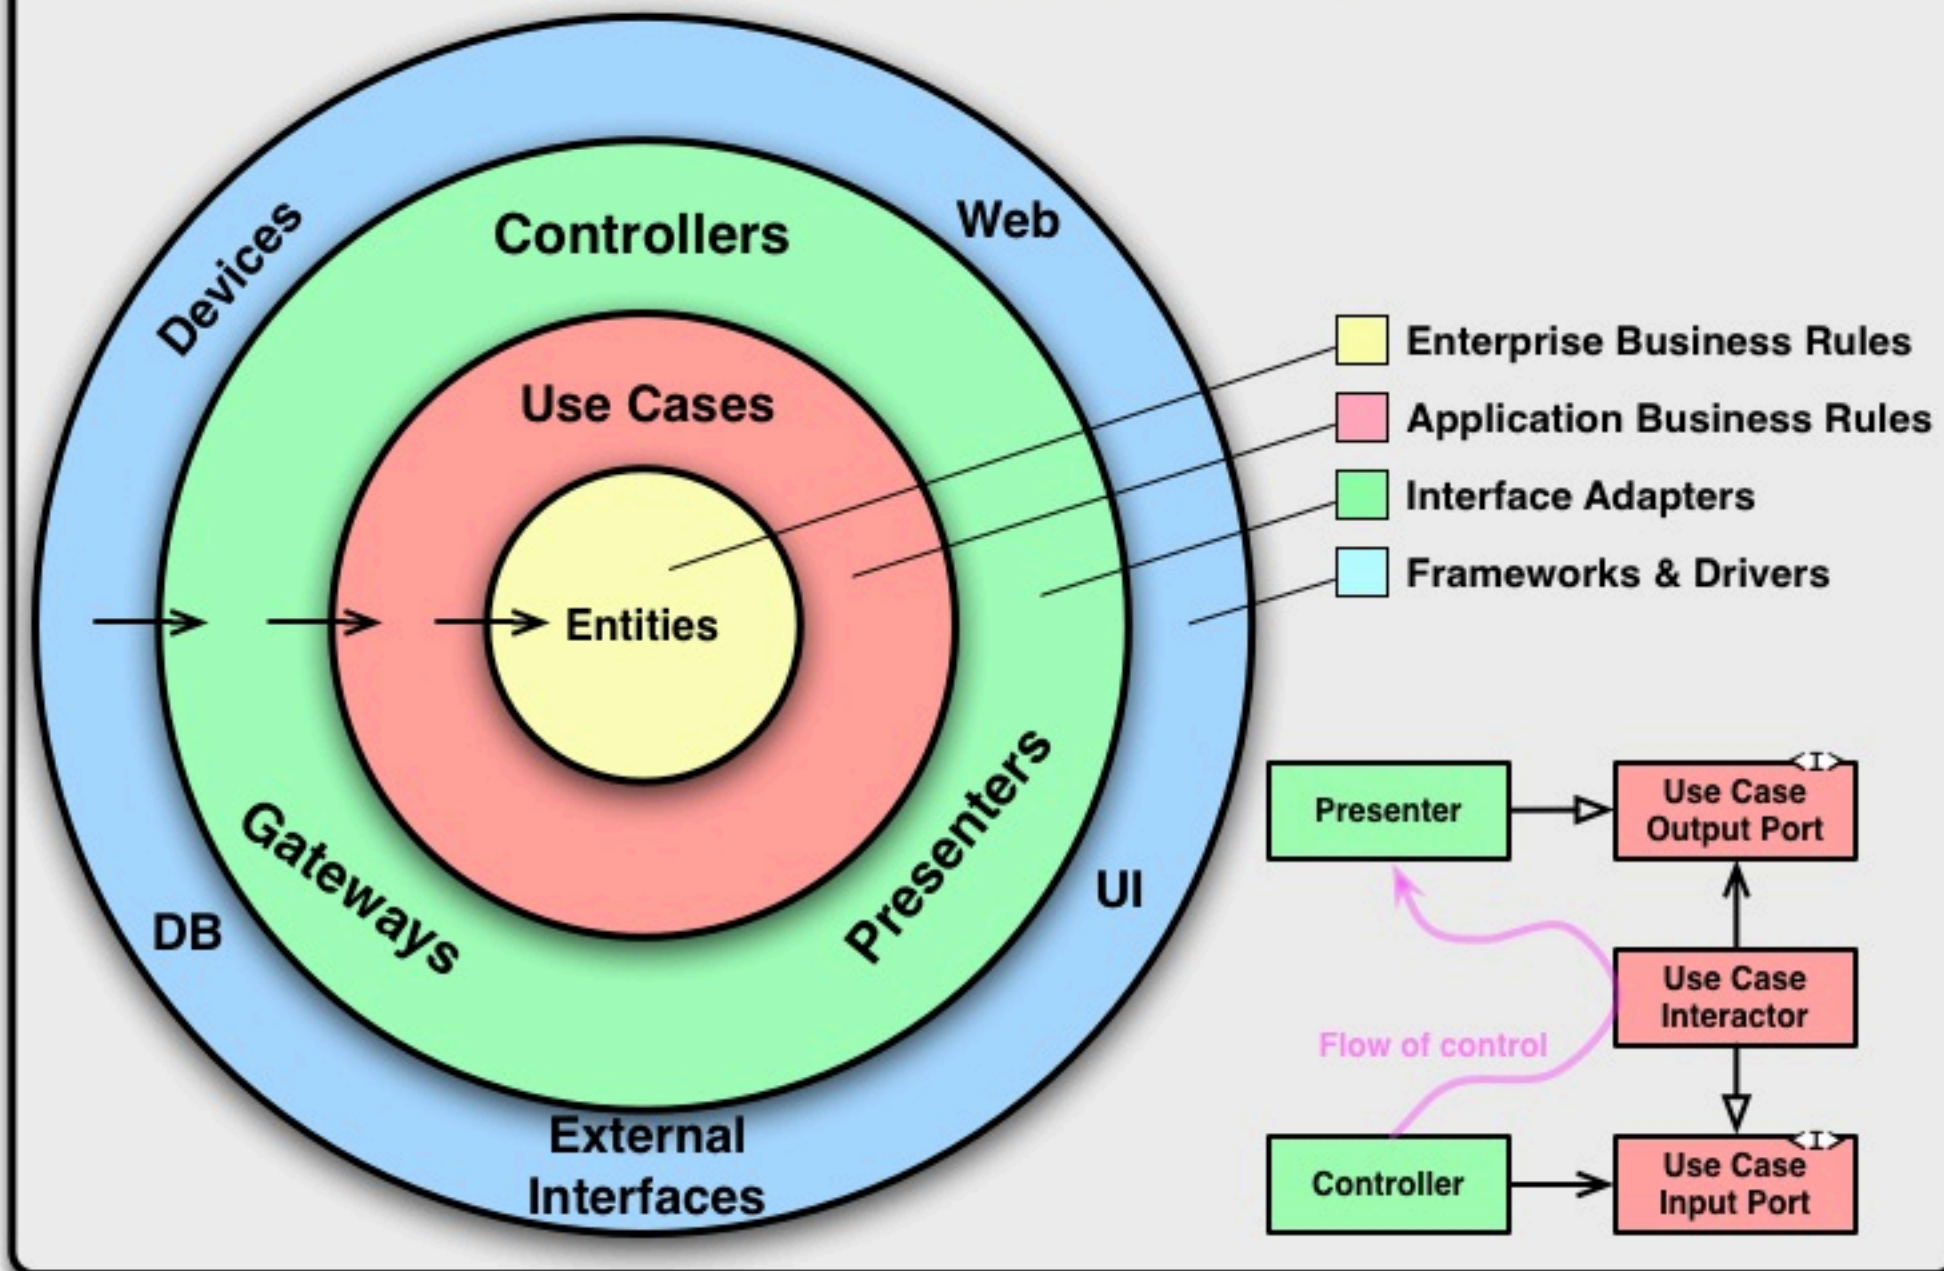 Devices
Controllers
Web
Use Cases
Entities
Gateways
Presenters
DB
UI
External
Interfaces
Enterprise Business Rules
Application Business Rules
Interface Adapters
Frameworks & Drivers
Presenter
<I>
Use Case
Output Port
Use Case
Interactor
Flow of control
Controller
<I>
Use Case
Input Port